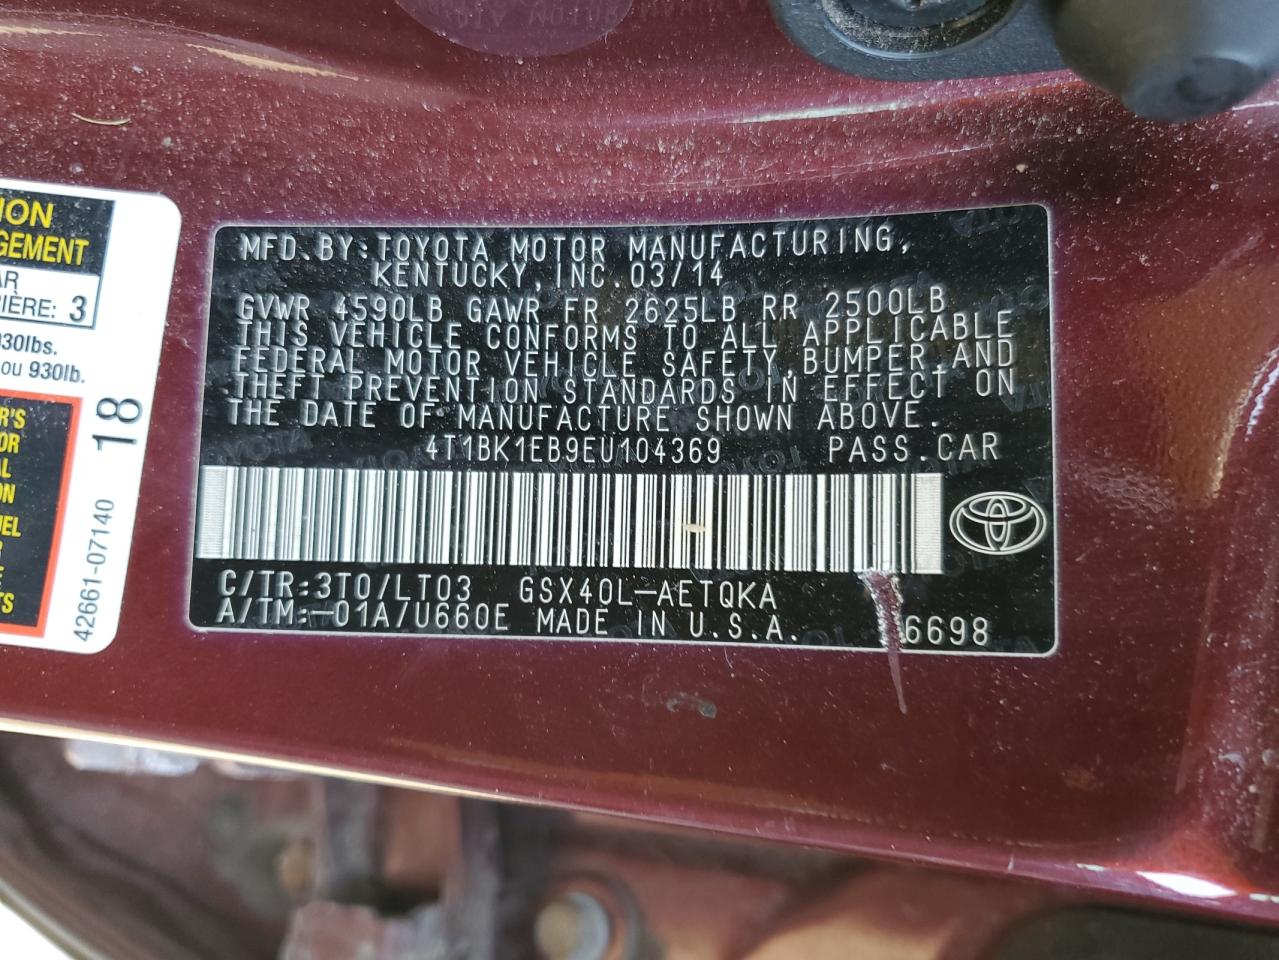 MFD.BY:TOYOTA MOTOR MANUFACTURING,
KENTUCKY,INC.03/14
GVWR 4590LB GAWR FR 2625LB RR 2500LB
THIS VEHICLE CONFORMS TO ALL APPLICABLE
FEDERAL MOTOR VEHICLE SAFETY,BUMPER AND
THEFT PREVENTION STANDARDS IN EFFECT ON
THE DATE OF MANUFACTURE SHOWN ABOVE.
4T1BK1EB9EU104369 PASS.CAR
C/TR:3T0/LT03 GSX40L-AETQKA
A/TM:-01A/U660E MADE IN U.S.A. 6698
GEMENT
3
930lbs.
ou 930lb.
18
42661-07140